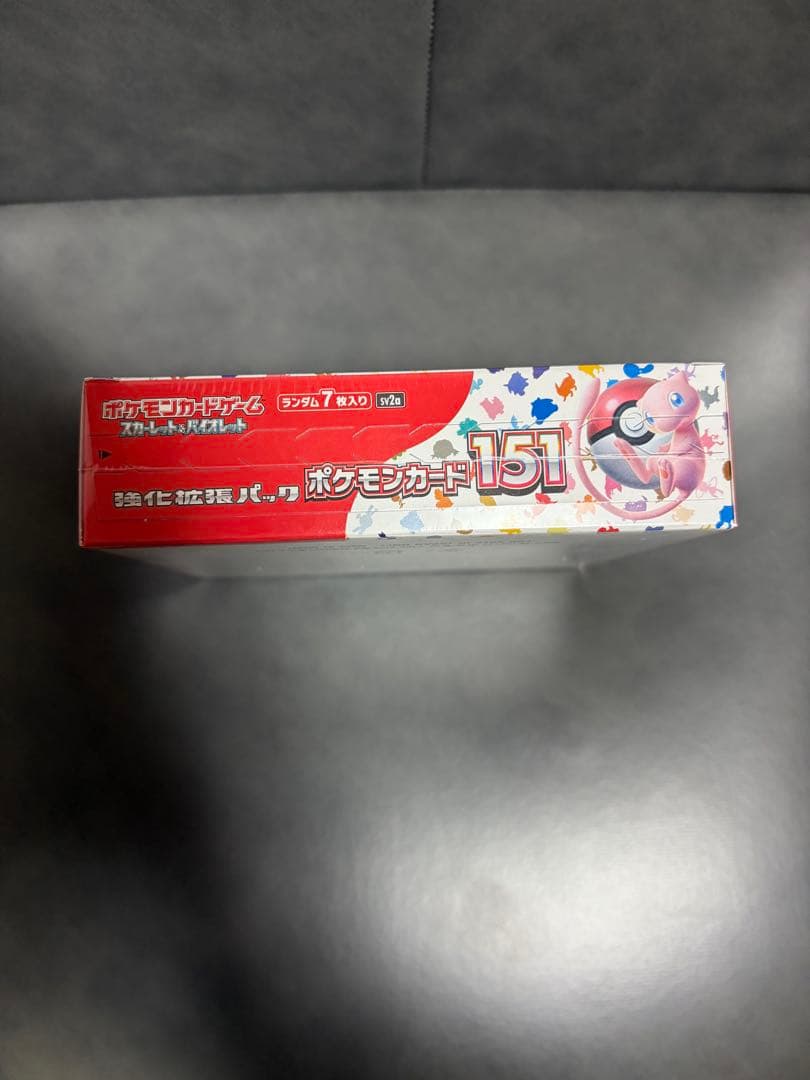 ポケモンカードゲーム
スカーレット&バイオレット
ランダム7枚入り
sv2a
強化拡張パック
ポケモンカード151